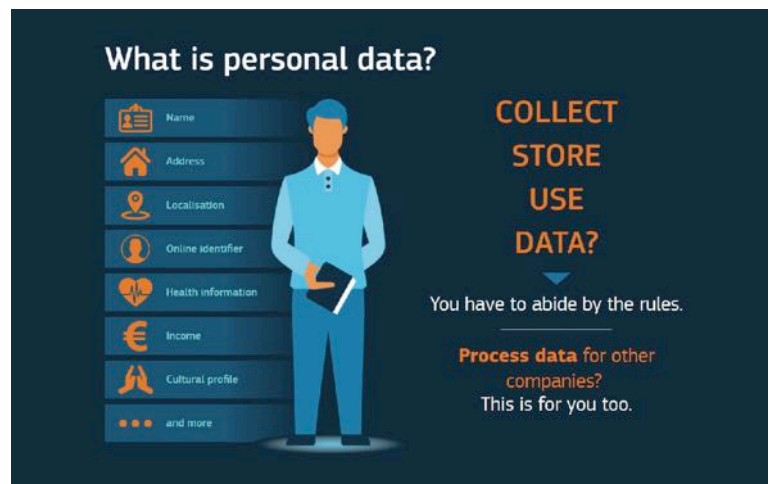 What is personal data?
Name
Address
Localisation
Online identifier
Health information
Income
Cultural profile
and more
COLLECT
STORE
USE
DATA?
You have to abide by the rules.
Process data for other
companies?
This is for you too.